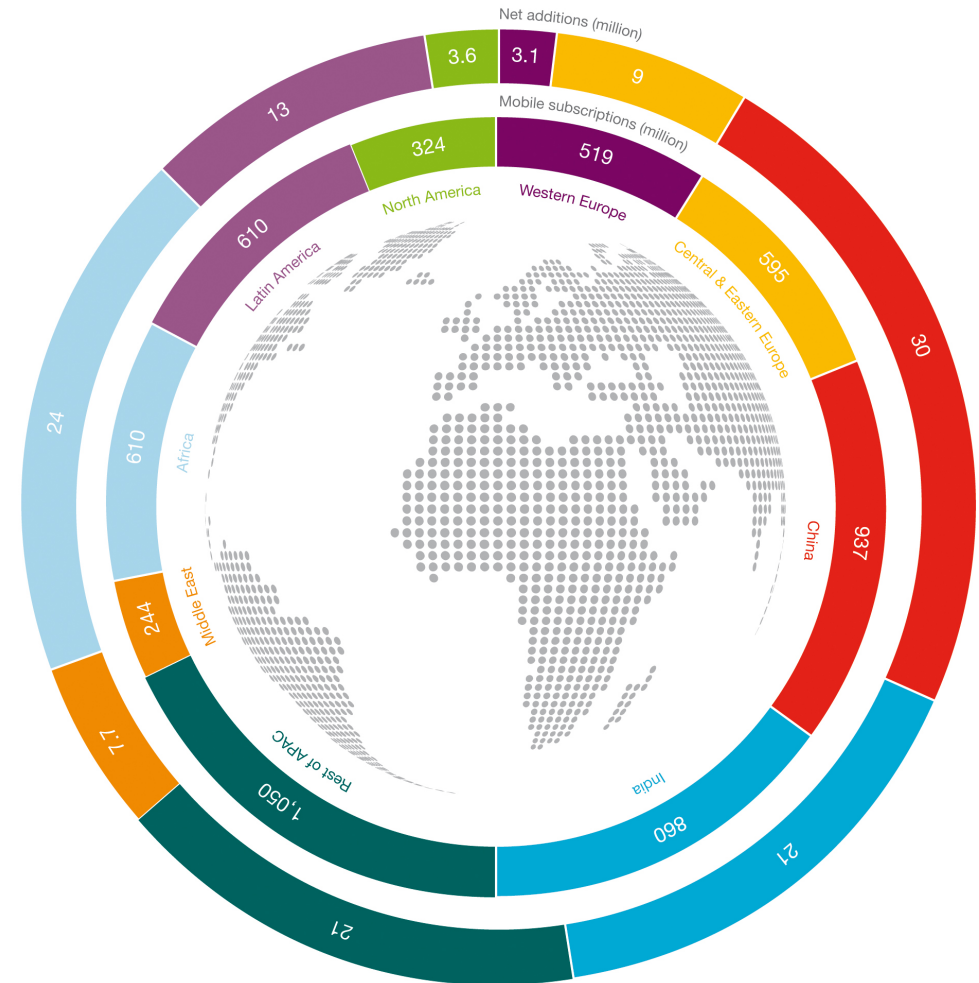 Net additions (million)
3.1
9
30
21
21
7.7
24
13
3.6
Mobile subscriptions (million)
519
595
937
860
1,050
244
610
610
324
Western Europe
Central & Eastern Europe
China
India
Rest of APAC
Middle East
Africa
Latin America
North America